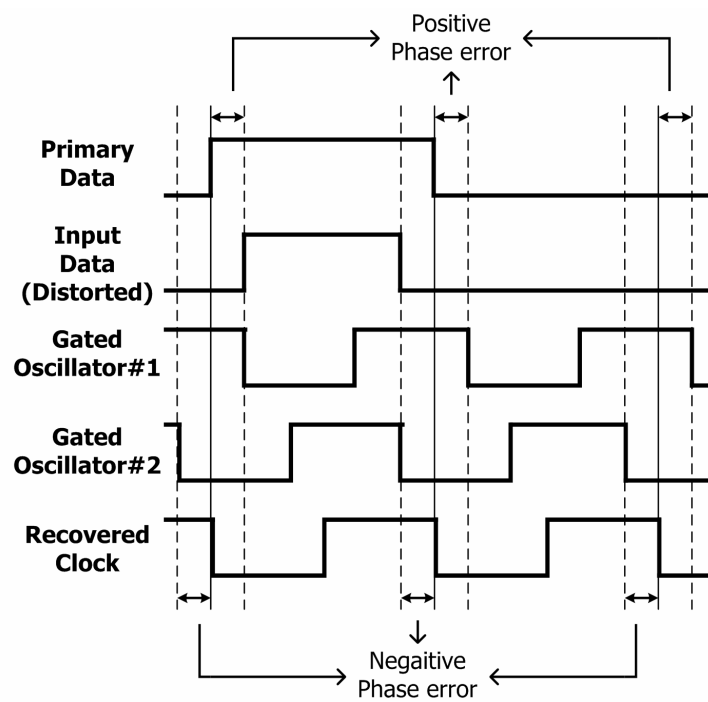 Positive
Phase error
Primary
Data
Input
Data
(Distorted)
Gated
Oscillator#1
Gated
Oscillator#2
Recovered
Clock
Negaitive
Phase error